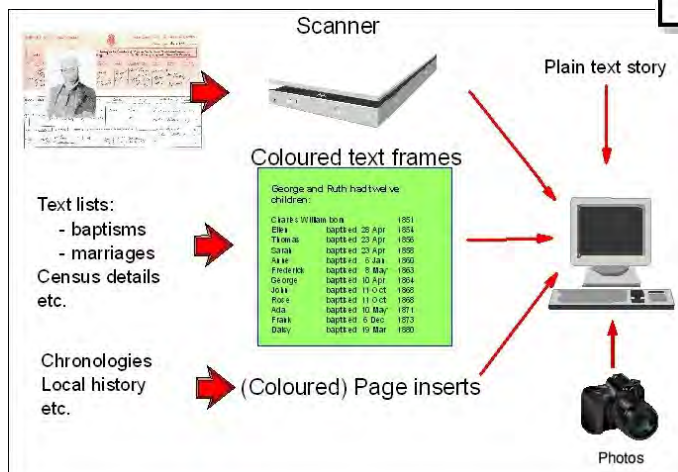 Scanner
Plain text story
Coloured text frames
George and Ruth had twelve
children:
Charles William born 1851
Ellen baptised 28 Apr 1854
Thomas baptised 23 Apr 1856
Sarah baptised 23 Apr 1858
Anne baptised 6 Jan 1860
Frederick baptised 8 May 1863
George baptised 10 Apr 1864
John baptised 11 Oct 1868
Rose baptised 11 Oct 1868
Ada baptised 10 May 1871
Frank baptised 6 Dec 1873
Daisy baptised 19 Mar 1880
Text lists:
- baptisms
- marriages
Census details
etc.
Chronologies
Local history
etc.
(Coloured) Page inserts
Photos